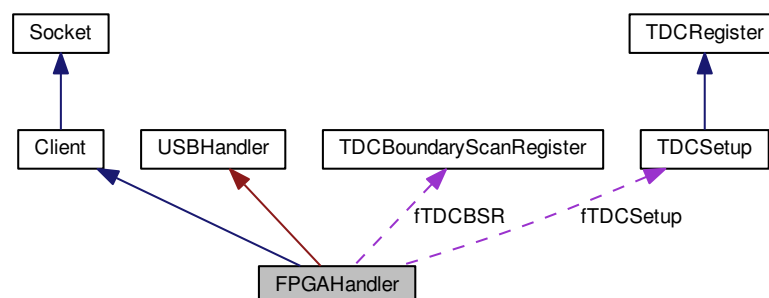 Socket
TDCRegister
Client
USBHandler
TDCBoundaryScanRegister
TDCSetup
fTDCBSR
fTDCSetup
FPGAHandler